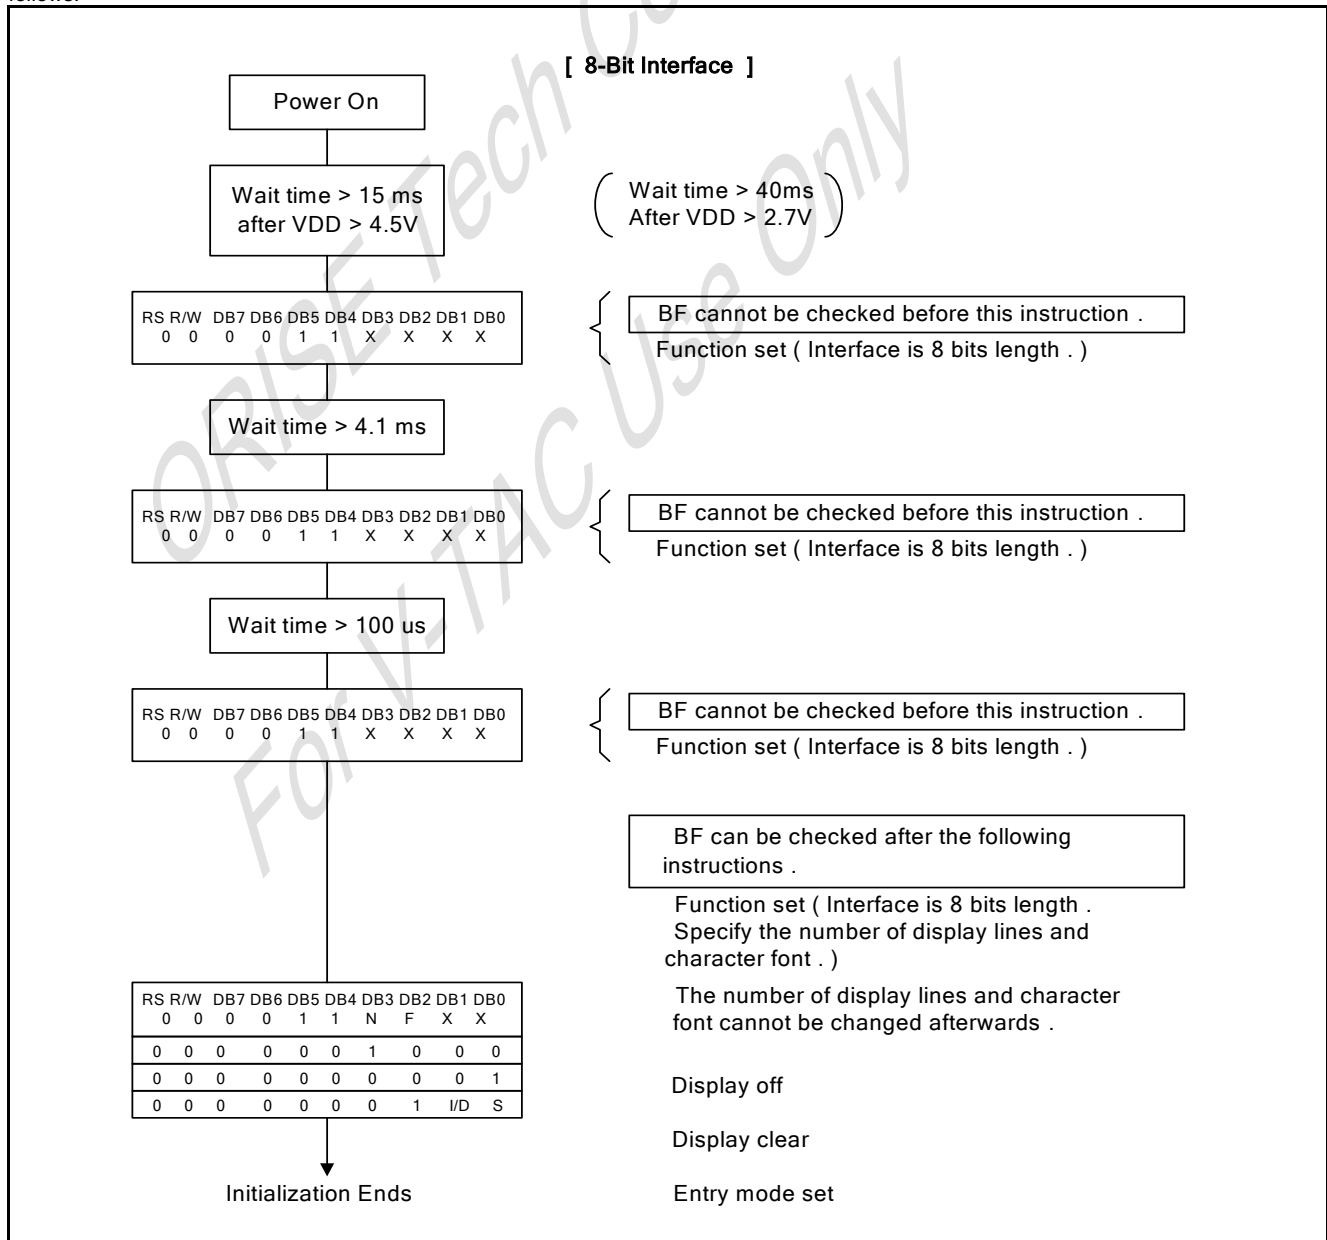 follows:
[ 8-Bit Interface ]
Power On
Wait time > 15 ms
after VDD > 4.5V
Wait time > 40ms
After VDD > 2.7V
RS R/W DB7 DB6 DB5 DB4 DB3 DB2 DB1 DB0
0 0 0 0 1 1 X X X X
BF cannot be checked before this instruction .
Function set ( Interface is 8 bits length . )
Wait time > 4.1 ms
RS R/W DB7 DB6 DB5 DB4 DB3 DB2 DB1 DB0
0 0 0 0 1 1 X X X X
BF cannot be checked before this instruction .
Function set ( Interface is 8 bits length . )
Wait time > 100 us
RS R/W DB7 DB6 DB5 DB4 DB3 DB2 DB1 DB0
0 0 0 0 1 1 X X X X
BF cannot be checked before this instruction .
Function set ( Interface is 8 bits length . )
BF can be checked after the following
instructions .
Function set ( Interface is 8 bits length .
Specify the number of display lines and
character font . )
The number of display lines and character
font cannot be changed afterwards .
RS R/W DB7 DB6 DB5 DB4 DB3 DB2 DB1 DB0
0 0 0 0 1 1 N F X X
0 0 0 0 0 0 1 0 0 0
0 0 0 0 0 0 0 0 0 1
0 0 0 0 0 0 0 1 I/D S
Display off
Display clear
Entry mode set
Initialization Ends
ORISE Tech Co
For V-TAC Use Only